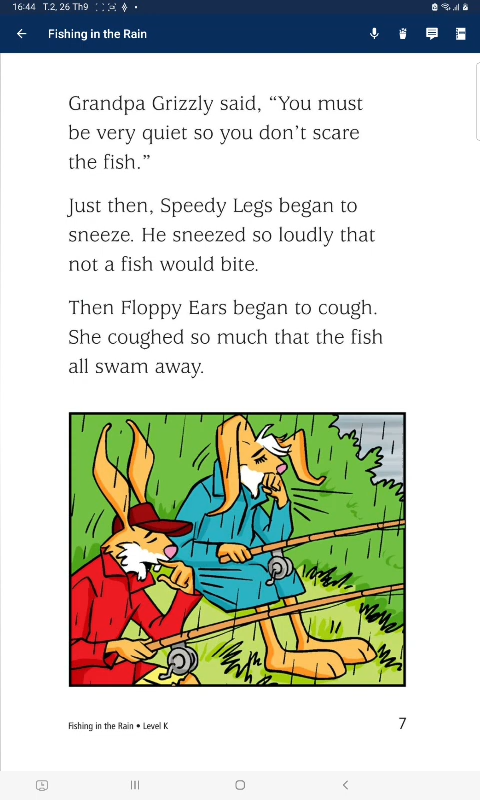 16:44 T.2, 26 Th9
Fishing in the Rain
Grandpa Grizzly said, “You must
be very quiet so you don’t scare
the fish.”
Just then, Speedy Legs began to
sneeze. He sneezed so loudly that
not a fish would bite.
Then Floppy Ears began to cough.
She coughed so much that the fish
all swam away.
Fishing in the Rain • Level K
7